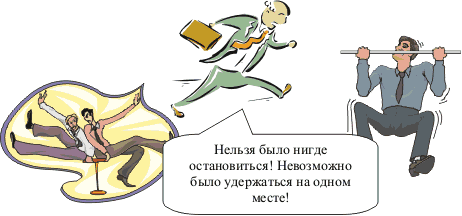 Нельзя было нигде
остановиться! Невозможно
было удержаться на одном
месте!